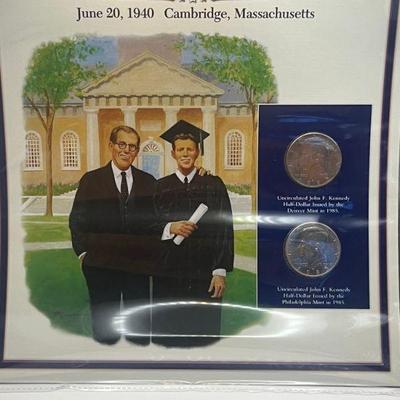 June 20, 1940 Cambridge, Massachusetts
Uncirculated John F. Kennedy
Half-Dollar Issued by the
Denver Mint in 1985.
Uncirculated John F. Kennedy
Half-Dollar Issued by the
Philadelphia Mint in 1985.